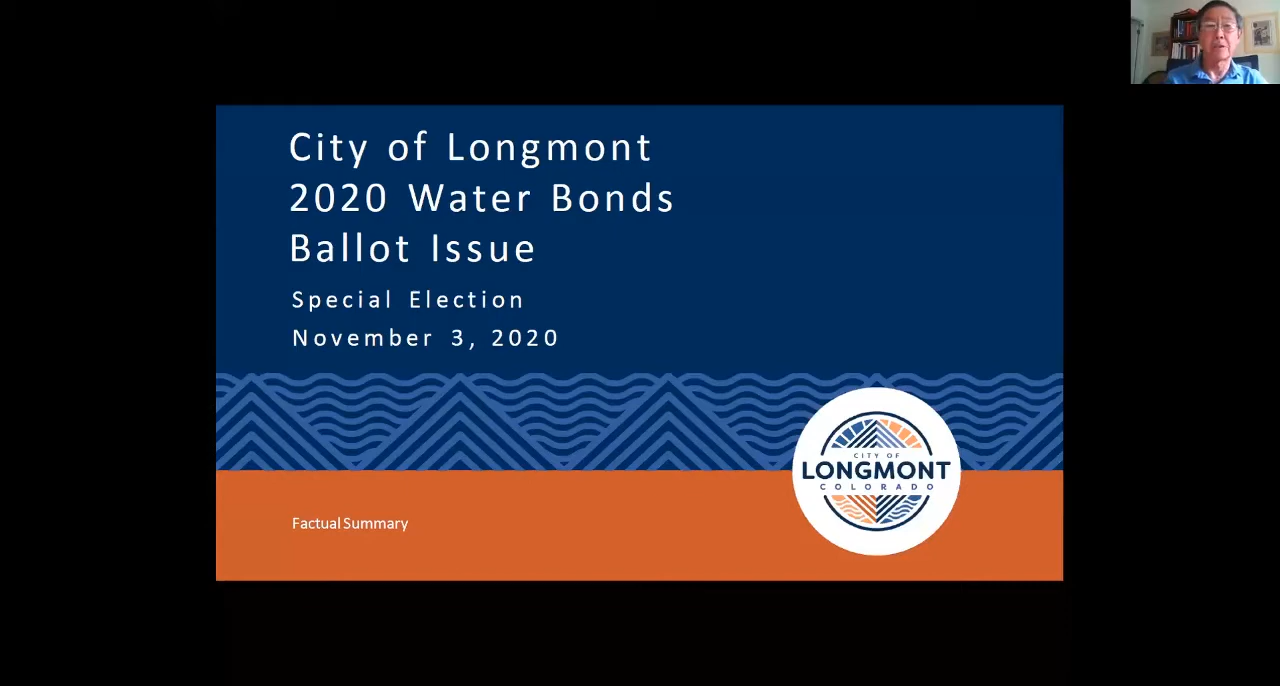 City of Longmont
2020 Water Bonds
Ballot Issue
Special Election
November 3, 2020
CITY OF
LONGMONT
COLORADO
Factual Summary